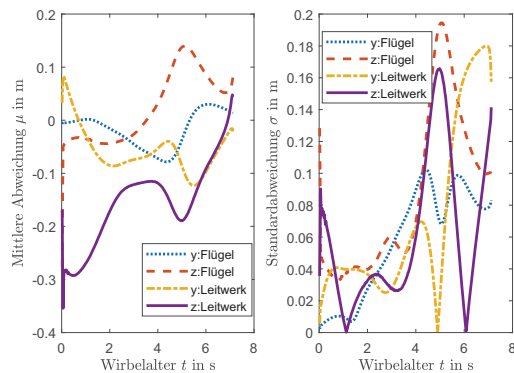 Mittlere Abweichung μ in m
0.2
0.1
0
-0.1
-0.2
-0.3
-0.4
0 2 4 6 8
Wirbelalter t in s
y:Flügel
z:Flügel
y:Leitwerk
z:Leitwerk
Standardabweichung σ in m
0.2
0.18
0.16
0.14
0.12
0.1
0.08
0.06
0.04
0.02
0
0 2 4 6 8
Wirbelalter t in s
y:Flügel
z:Flügel
y:Leitwerk
z:Leitwerk